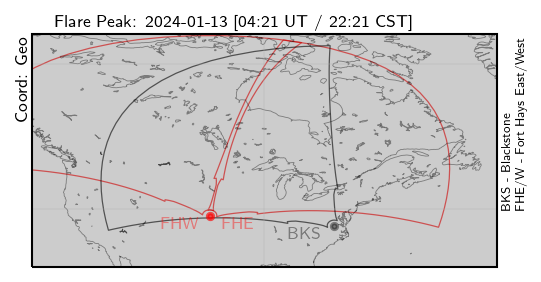 Flare Peak: 2024-01-13 [04:21 UT / 22:21 CST]
Coord: Geo
FHW
FHE
BKS
BKS - Blackstone
FHE/W - Fort Hays East/West